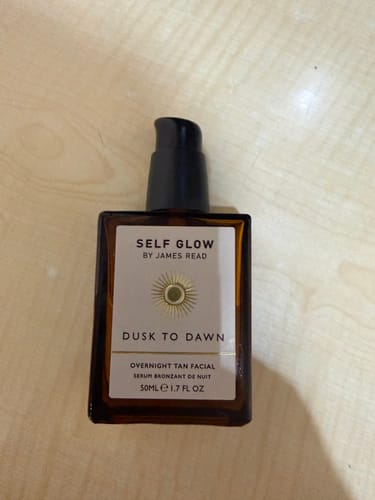 SELF GLOW
BY JAMES READ
DUSK TO DAWN
OVERNIGHT TAN FACIAL
SERUM BRONZANT DE NUIT
50ML ℮ 1.7 FL OZ